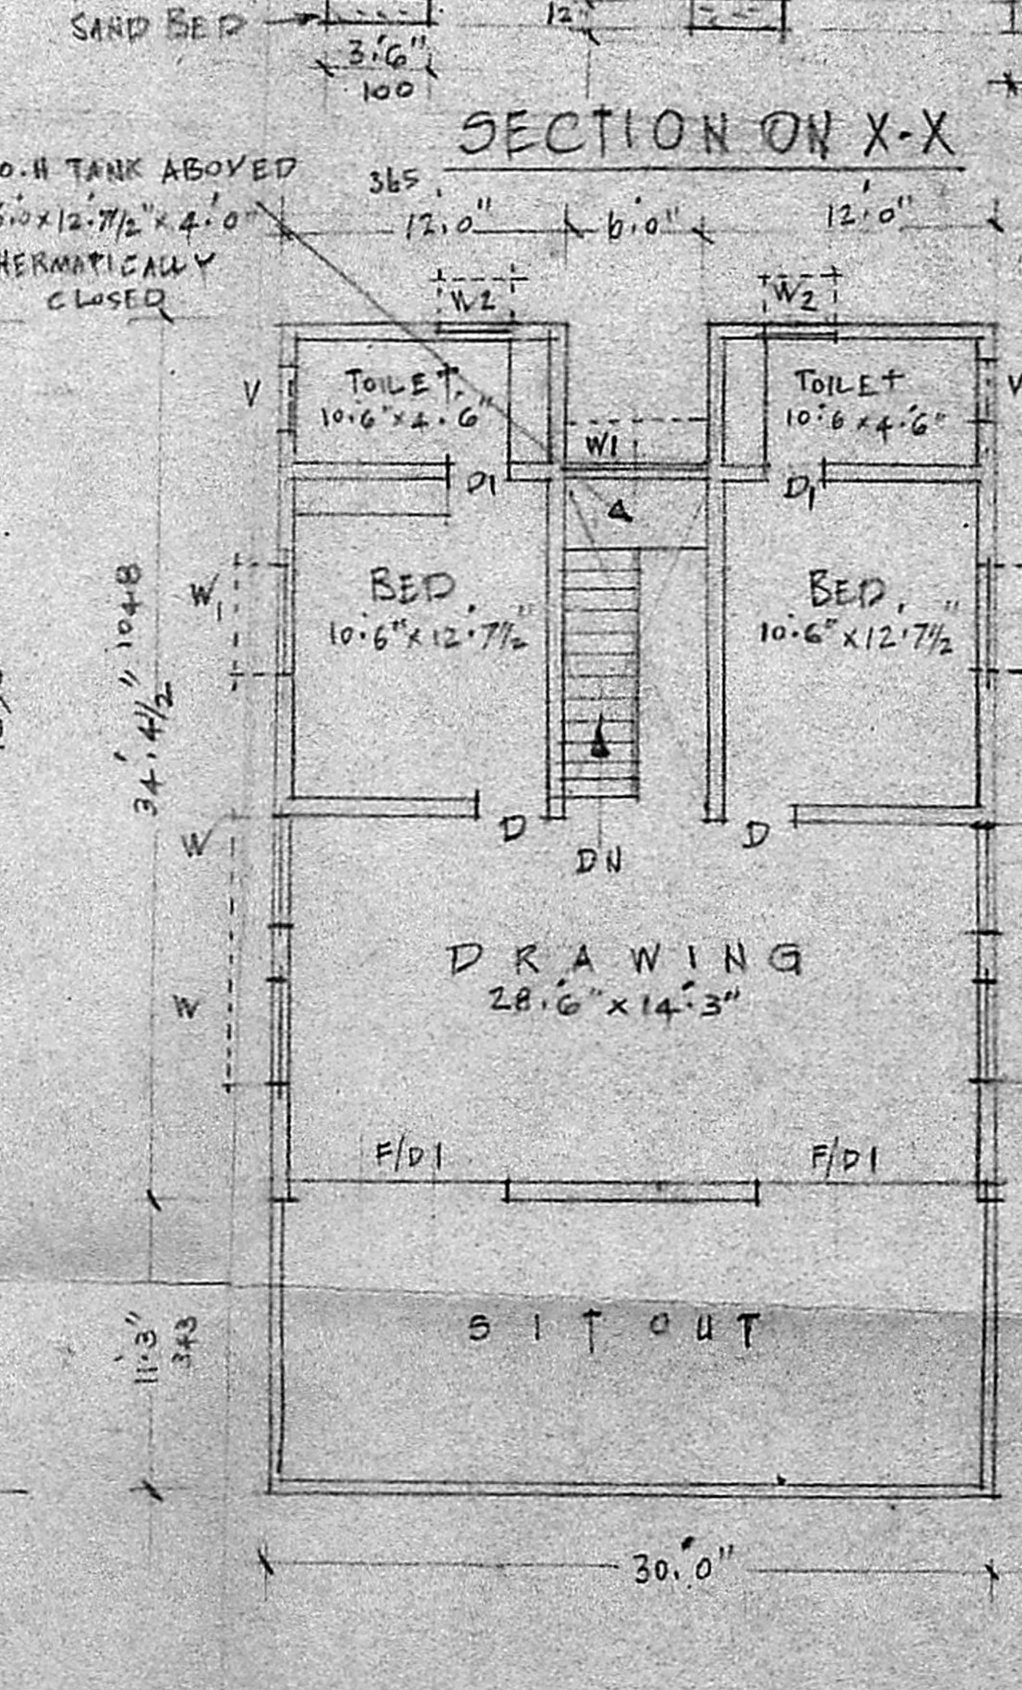 SAND BED
12"
3'.6"
100
SECTION ON X-X
O.H TANK ABOVED
12'.7½" x 4'.0"
HERMATICALLY
CLOSED
365
12'.0" 6'.0" 12'.0"
W2 W2
V TOILET. TOILET V
10'.6" x 4'.6" 10'.6 x 4'.6"
W1
D1 D1
BED BED.
W1 10'.6" x 12'.7½" 10'.6" x 12'.7½"
34'.4½" 1048
W D D
DN
DRAWING
W 28'.6" x 14'.3"
F/D1 F/D1
SIT OUT
11'.3"
343
30'.0"